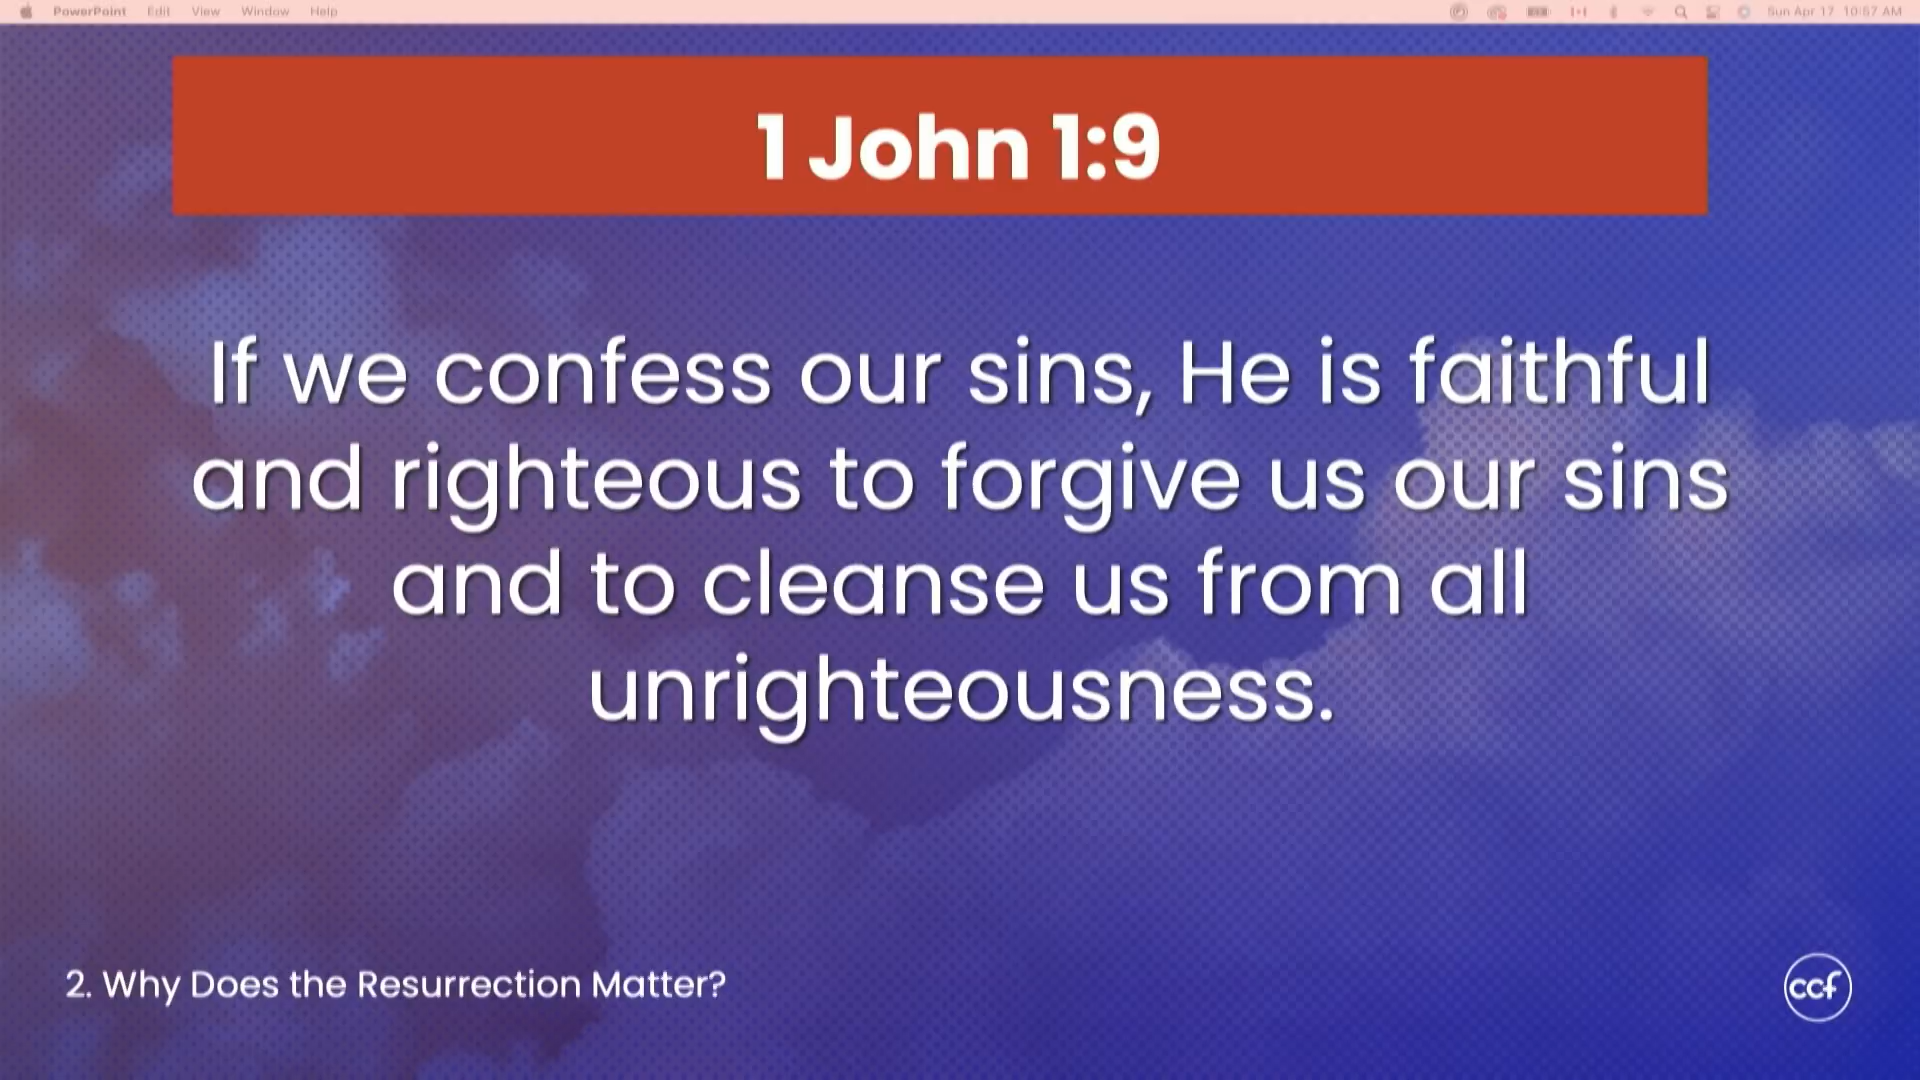 PowerPoint Edit View Window Help Sun Apr 17 10:57 AM
1 John 1:9
If we confess our sins, He is faithful
and righteous to forgive us our sins
and to cleanse us from all
unrighteousness.
2. Why Does the Resurrection Matter?
ccf